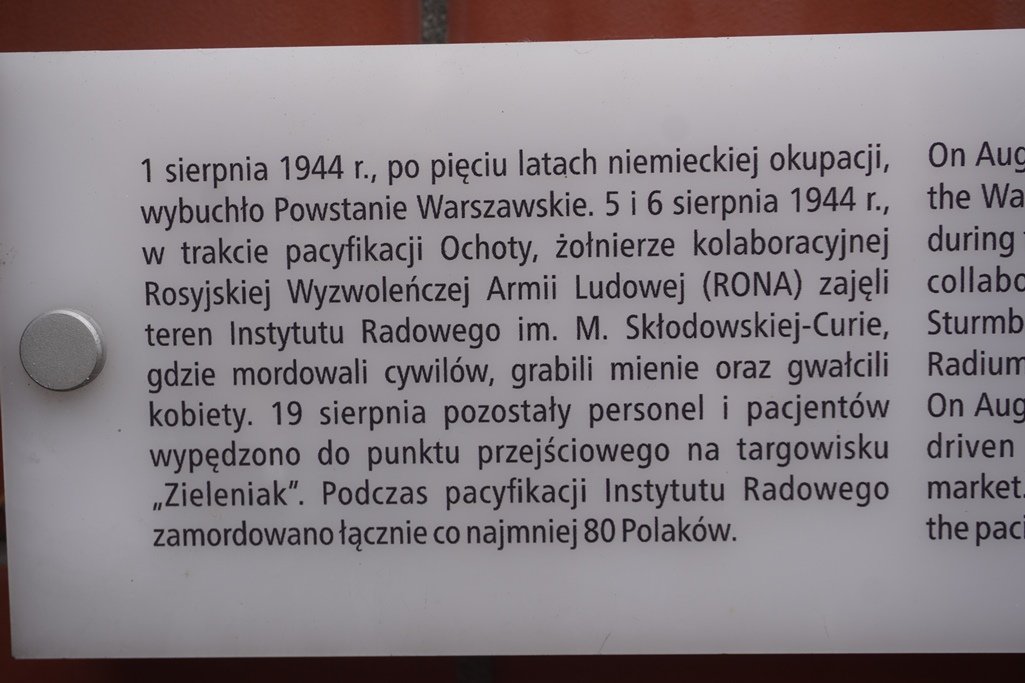 1 sierpnia 1944 r., po pięciu latach niemieckiej okupacji,
wybuchło Powstanie Warszawskie. 5 i 6 sierpnia 1944 r.,
w trakcie pacyfikacji Ochoty, żołnierze kolaboracyjnej
Rosyjskiej Wyzwoleńczej Armii Ludowej (RONA) zajęli
teren Instytutu Radowego im. M. Skłodowskiej-Curie,
gdzie mordowali cywilów, grabili mienie oraz gwałcili
kobiety. 19 sierpnia pozostały personel i pacjentów
wypędzono do punktu przejściowego na targowisku
„Zieleniak”. Podczas pacyfikacji Instytutu Radowego
zamordowano łącznie co najmniej 80 Polaków.
On Aug
the Wa
during
collabo
Sturmb
Radium
On Aug
driven
market.
the paci